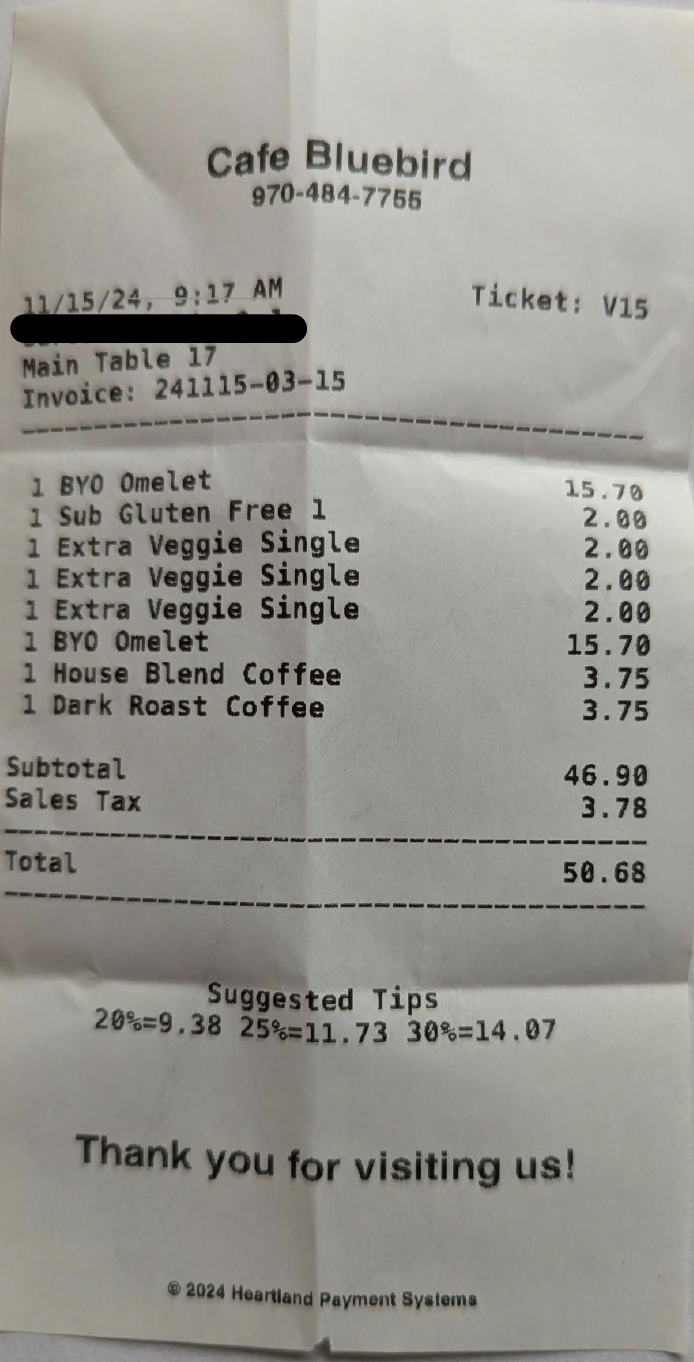 Cafe Bluebird
970-484-7755
11/15/24, 9:17 AM Ticket: V15
Main Table 17
Invoice: 241115-03-15
1 BYO Omelet 15.70
1 Sub Gluten Free 1 2.00
1 Extra Veggie Single 2.00
1 Extra Veggie Single 2.00
1 Extra Veggie Single 2.00
1 BYO Omelet 15.70
1 House Blend Coffee 3.75
1 Dark Roast Coffee 3.75
Subtotal 46.90
Sales Tax 3.78
Total 50.68
Suggested Tips
20%=9.38 25%=11.73 30%=14.07
Thank you for visiting us!
© 2024 Heartland Payment Systems